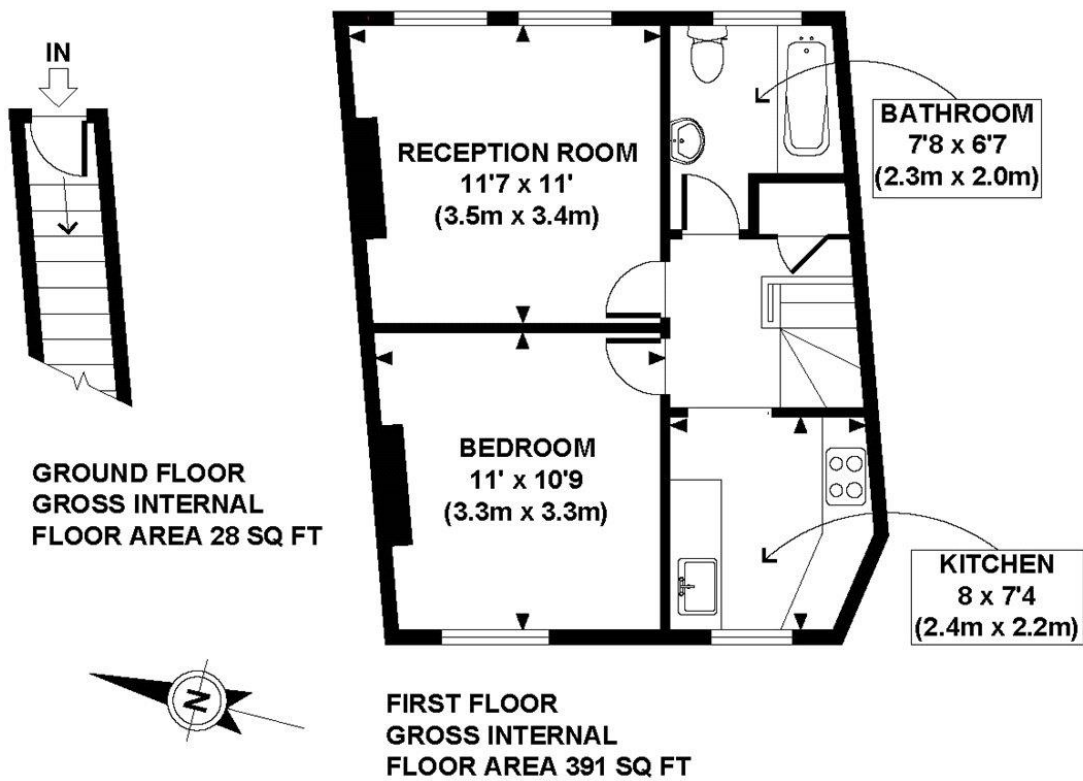 IN
RECEPTION ROOM
11'7 x 11'
(3.5m x 3.4m)
BATHROOM
7'8 x 6'7
(2.3m x 2.0m)
BEDROOM
11' x 10'9
(3.3m x 3.3m)
GROUND FLOOR
GROSS INTERNAL
FLOOR AREA 28 SQ FT
KITCHEN
8 x 7'4
(2.4m x 2.2m)
N
FIRST FLOOR
GROSS INTERNAL
FLOOR AREA 391 SQ FT